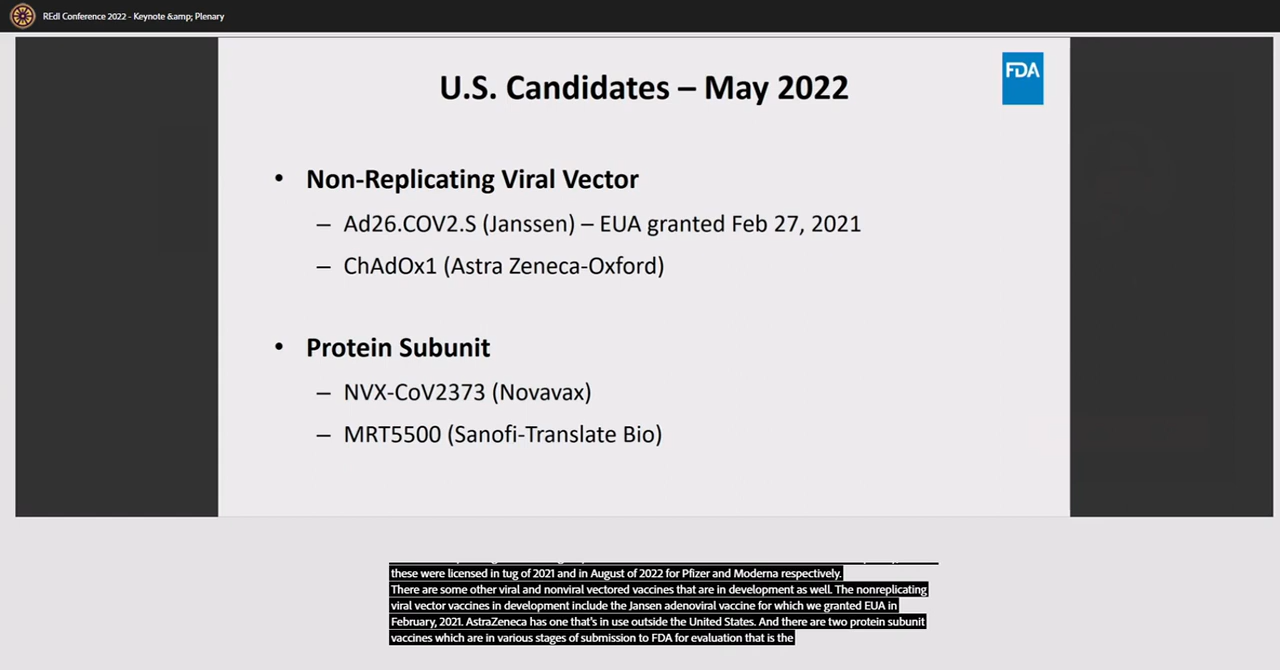 REdI Conference 2022 - Keynote &amp; Plenary
U.S. Candidates – May 2022
FDA
• Non-Replicating Viral Vector
– Ad26.COV2.S (Janssen) – EUA granted Feb 27, 2021
– ChAdOx1 (Astra Zeneca-Oxford)
• Protein Subunit
– NVX-CoV2373 (Novavax)
– MRT5500 (Sanofi-Translate Bio)
these were licensed in tug of 2021 and in August of 2022 for Pfizer and Moderna respectively.
There are some other viral and nonviral vectored vaccines that are in development as well. The nonreplicating
viral vector vaccines in development include the Jansen adenoviral vaccine for which we granted EUA in
February, 2021. AstraZeneca has one that's in use outside the United States. And there are two protein subunit
vaccines which are in various stages of submission to FDA for evaluation that is the